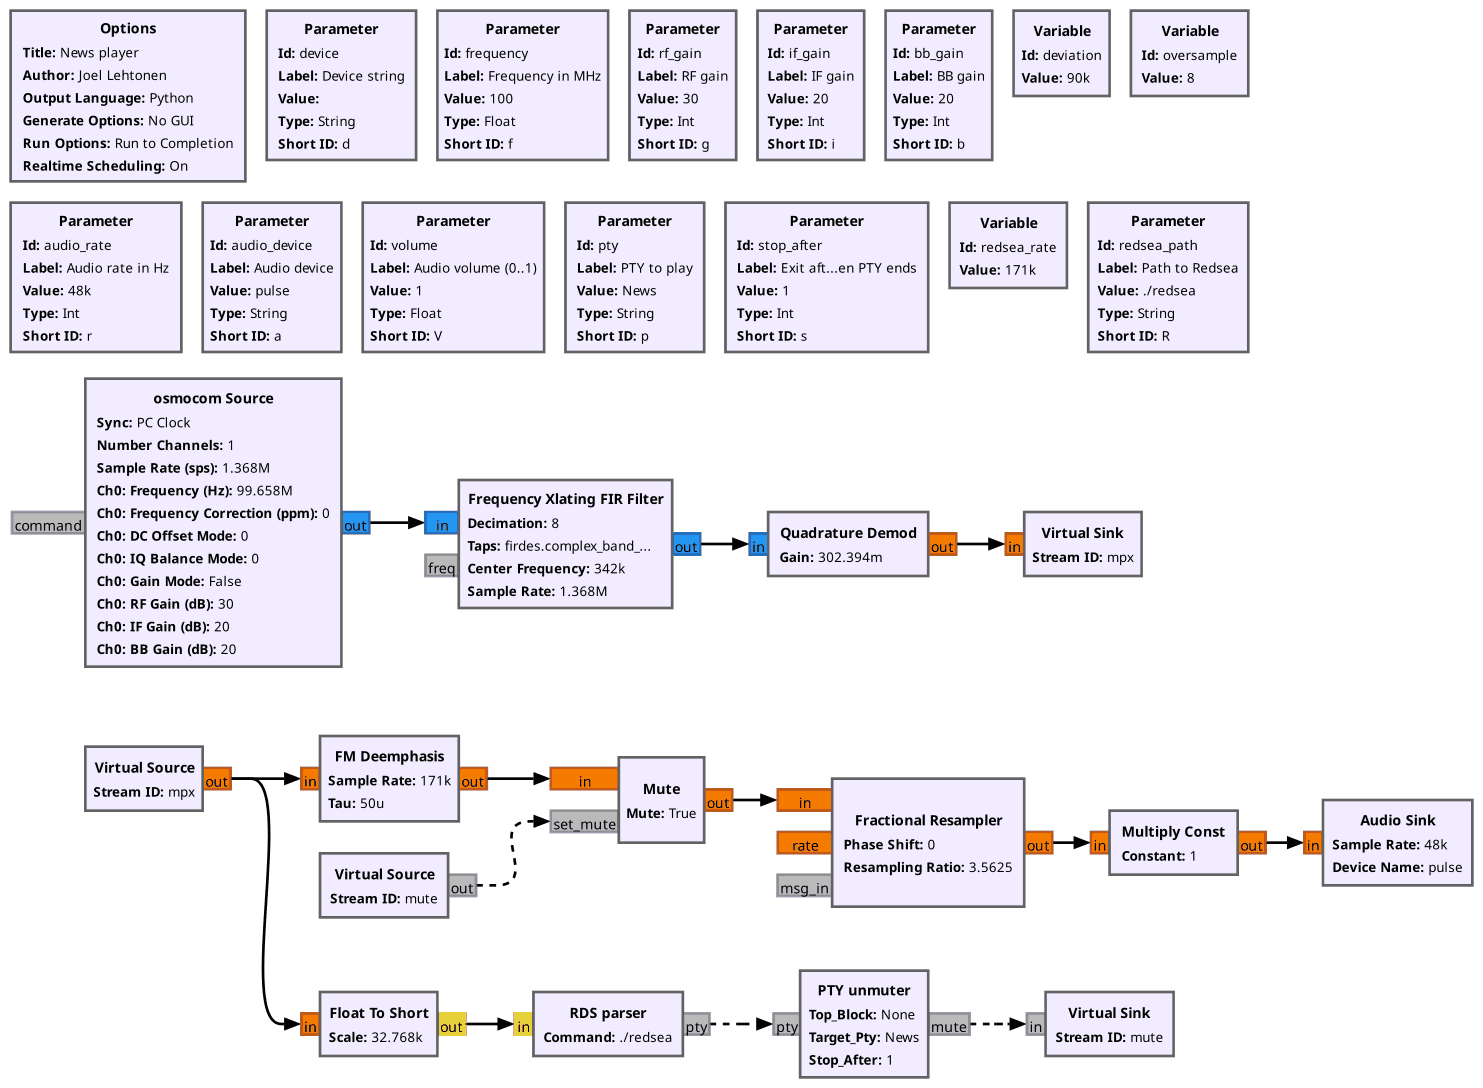 Options
Title: News player
Author: Joel Lehtonen
Output Language: Python
Generate Options: No GUI
Run Options: Run to Completion
Realtime Scheduling: On
Parameter
Id: device
Label: Device string
Value:
Type: String
Short ID: d
Parameter
Id: frequency
Label: Frequency in MHz
Value: 100
Type: Float
Short ID: f
Parameter
Id: rf_gain
Label: RF gain
Value: 30
Type: Int
Short ID: g
Parameter
Id: if_gain
Label: IF gain
Value: 20
Type: Int
Short ID: i
Parameter
Id: bb_gain
Label: BB gain
Value: 20
Type: Int
Short ID: b
Variable
Id: deviation
Value: 90k
Variable
Id: oversample
Value: 8
Parameter
Id: audio_rate
Label: Audio rate in Hz
Value: 48k
Type: Int
Short ID: r
Parameter
Id: audio_device
Label: Audio device
Value: pulse
Type: String
Short ID: a
Parameter
Id: volume
Label: Audio volume (0..1)
Value: 1
Type: Float
Short ID: V
Parameter
Id: pty
Label: PTY to play
Value: News
Type: String
Short ID: p
Parameter
Id: stop_after
Label: Exit aft...en PTY ends
Value: 1
Type: Int
Short ID: s
Variable
Id: redsea_rate
Value: 171k
Parameter
Id: redsea_path
Label: Path to Redsea
Value: ./redsea
Type: String
Short ID: R
command
osmocom Source
Sync: PC Clock
Number Channels: 1
Sample Rate (sps): 1.368M
Ch0: Frequency (Hz): 99.658M
Ch0: Frequency Correction (ppm): 0
Ch0: DC Offset Mode: 0
Ch0: IQ Balance Mode: 0
Ch0: Gain Mode: False
Ch0: RF Gain (dB): 30
Ch0: IF Gain (dB): 20
Ch0: BB Gain (dB): 20
out
in
freq
Frequency Xlating FIR Filter
Decimation: 8
Taps: firdes.complex_band_...
Center Frequency: 342k
Sample Rate: 1.368M
out
in
Quadrature Demod
Gain: 302.394m
out
in
Virtual Sink
Stream ID: mpx
Virtual Source
Stream ID: mpx
out
in
FM Deemphasis
Sample Rate: 171k
Tau: 50u
out
in
set_mute
Mute
Mute: True
out
Virtual Source
Stream ID: mute
out
in
rate
msg_in
Fractional Resampler
Phase Shift: 0
Resampling Ratio: 3.5625
out
in
Multiply Const
Constant: 1
out
in
Audio Sink
Sample Rate: 48k
Device Name: pulse
in
Float To Short
Scale: 32.768k
out
in
RDS parser
Command: ./redsea
pty
pty
PTY unmuter
Top_Block: None
Target_Pty: News
Stop_After: 1
mute
in
Virtual Sink
Stream ID: mute